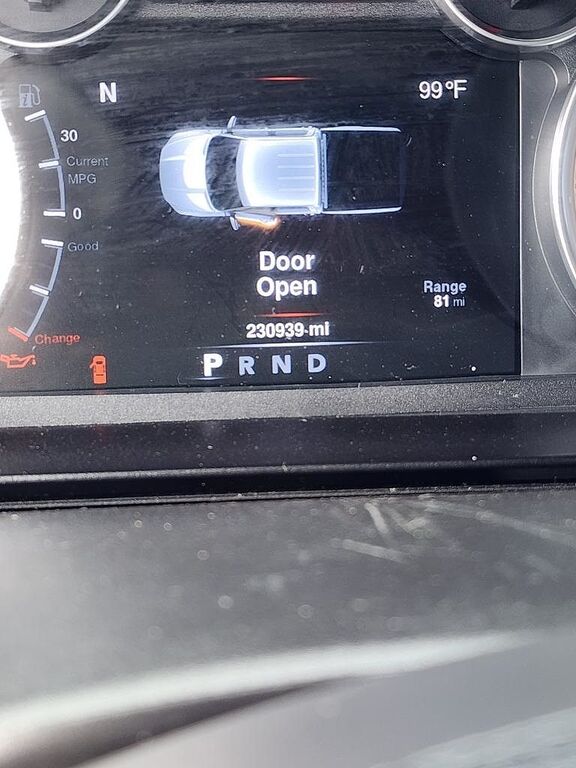 N
99°F
30
Current
MPG
0
Good
Door
Open
Range
81 mi
230939 mi
Change
P R N D